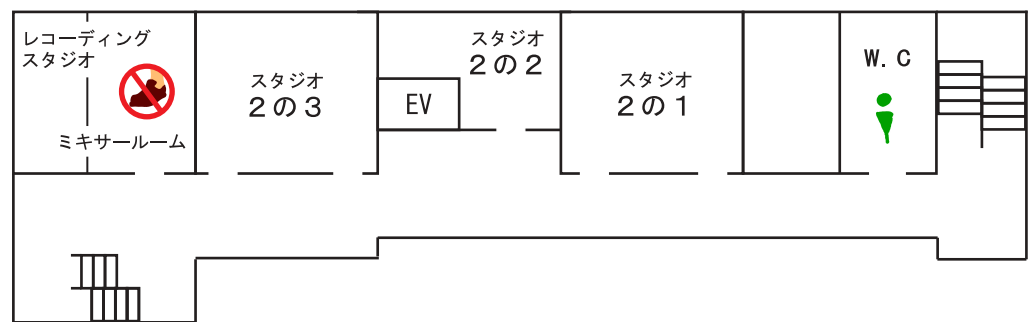 レコーディング
スタジオ
ミキサールーム
スタジオ
2の3
EV
スタジオ
2の2
スタジオ
2の1
W.C